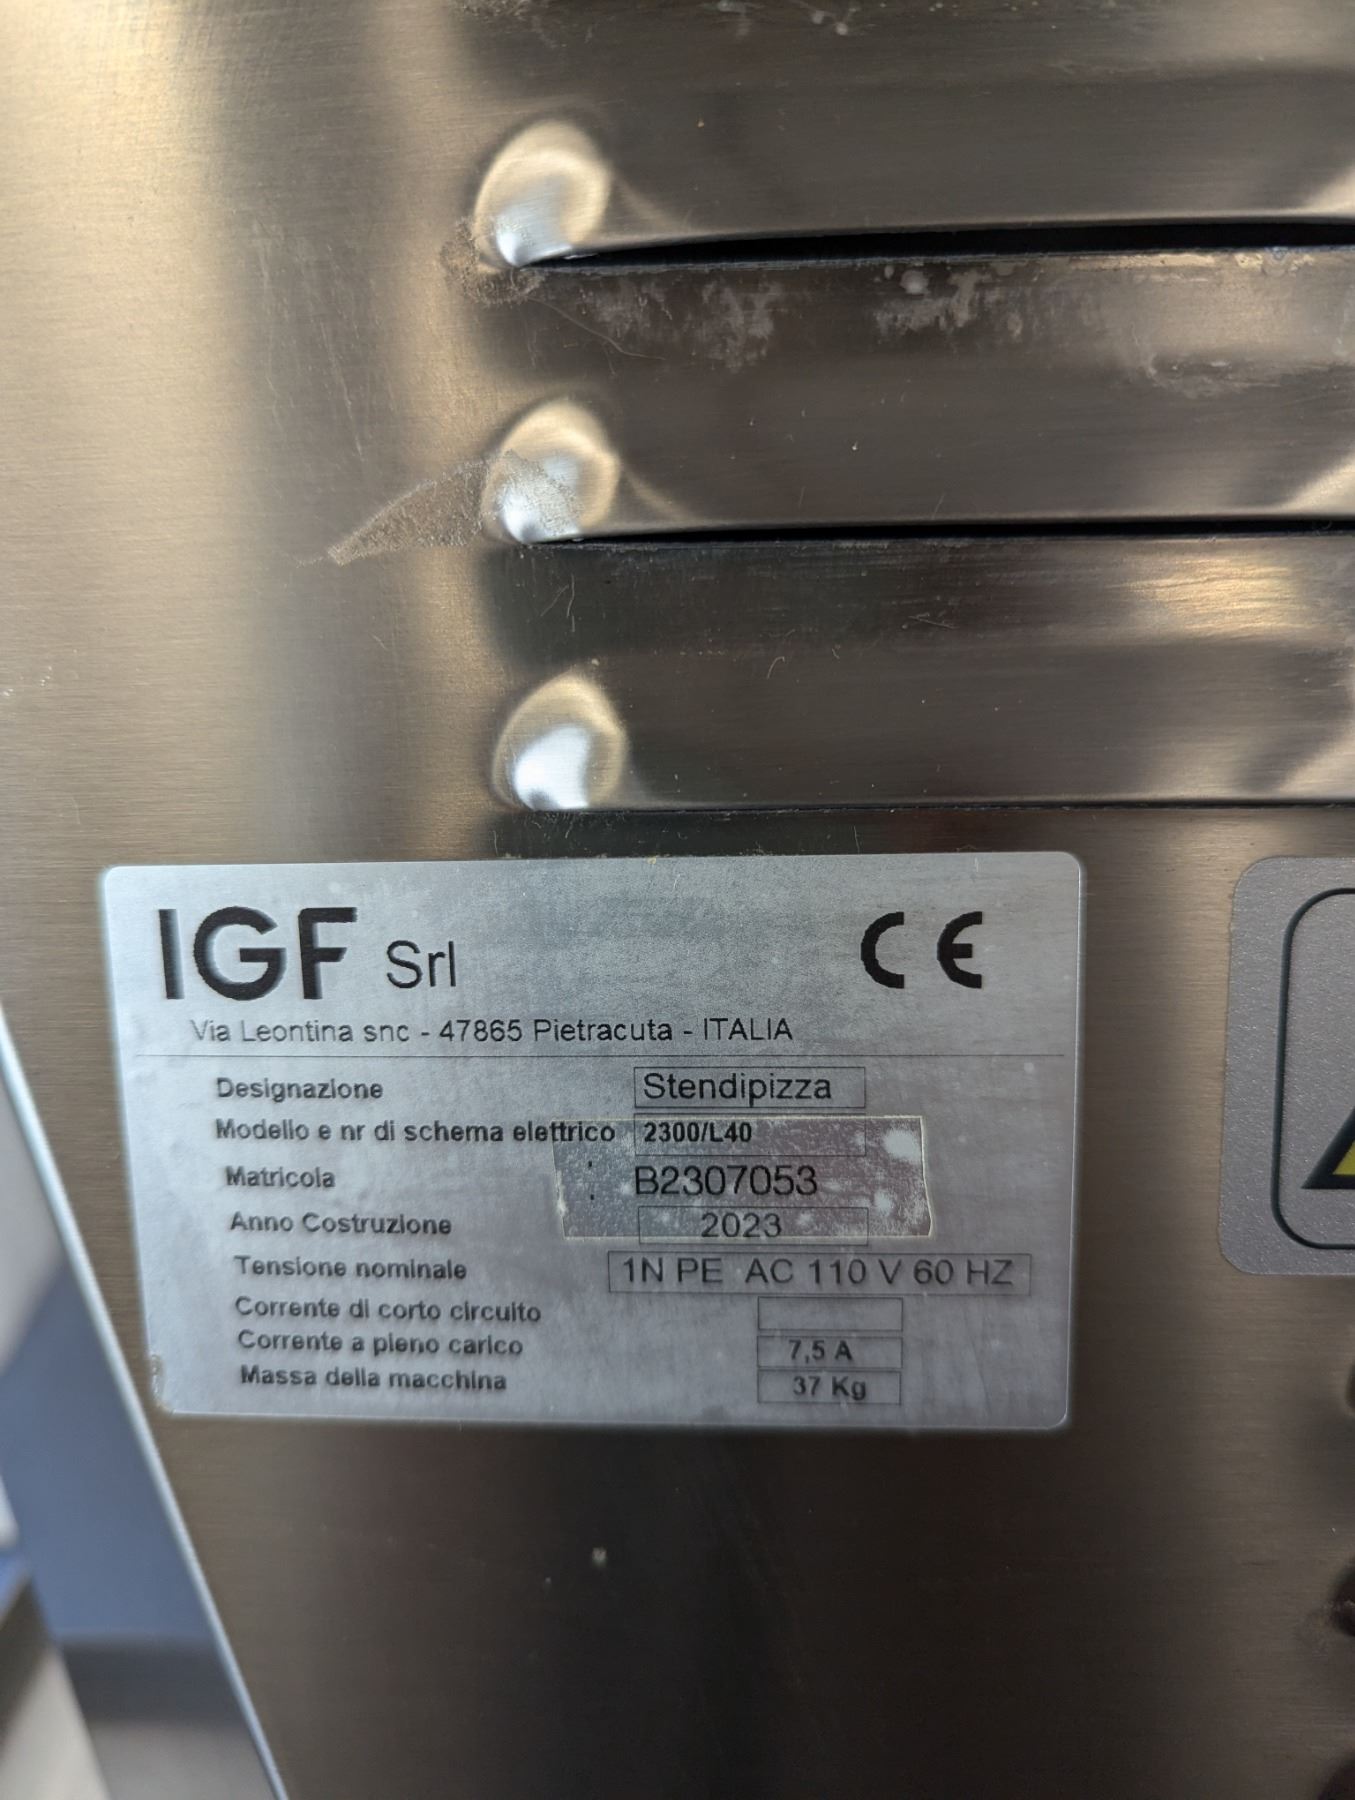 IGF Srl CE
Via Leontina snc - 47865 Pietracuta - ITALIA
Designazione Stendipizza
Modello e nr di schema elettrico 2300/L40
Matricola : B2307053
Anno Costruzione 2023
Tensione nominale 1N PE AC 110 V 60 HZ
Corrente di corto circuito
Corrente a pieno carico 7,5 A
Massa della macchina 37 Kg